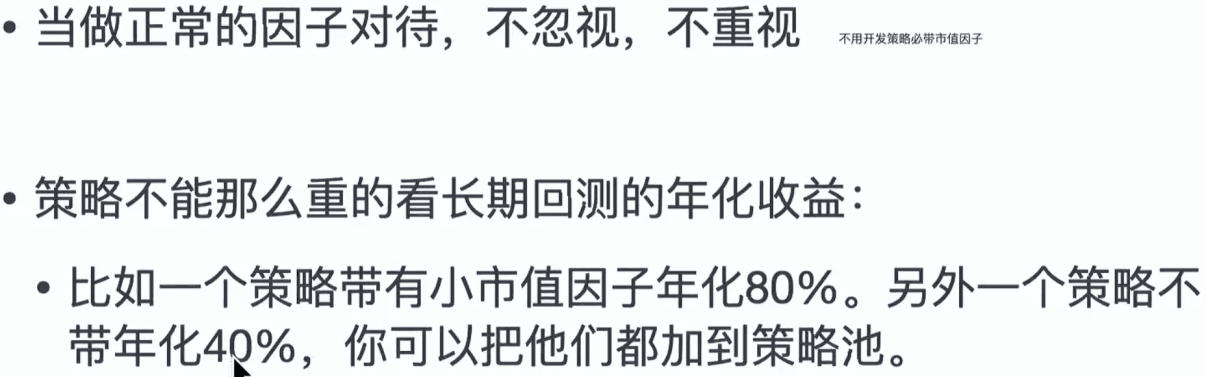 • 当做正常的因子对待，不忽视，不重视 不用开发策略必带市值因子
• 策略不能那么重的看长期回测的年化收益：
• 比如一个策略带有小市值因子年化80%。另外一个策略不
带年化40%，你可以把他们都加到策略池。